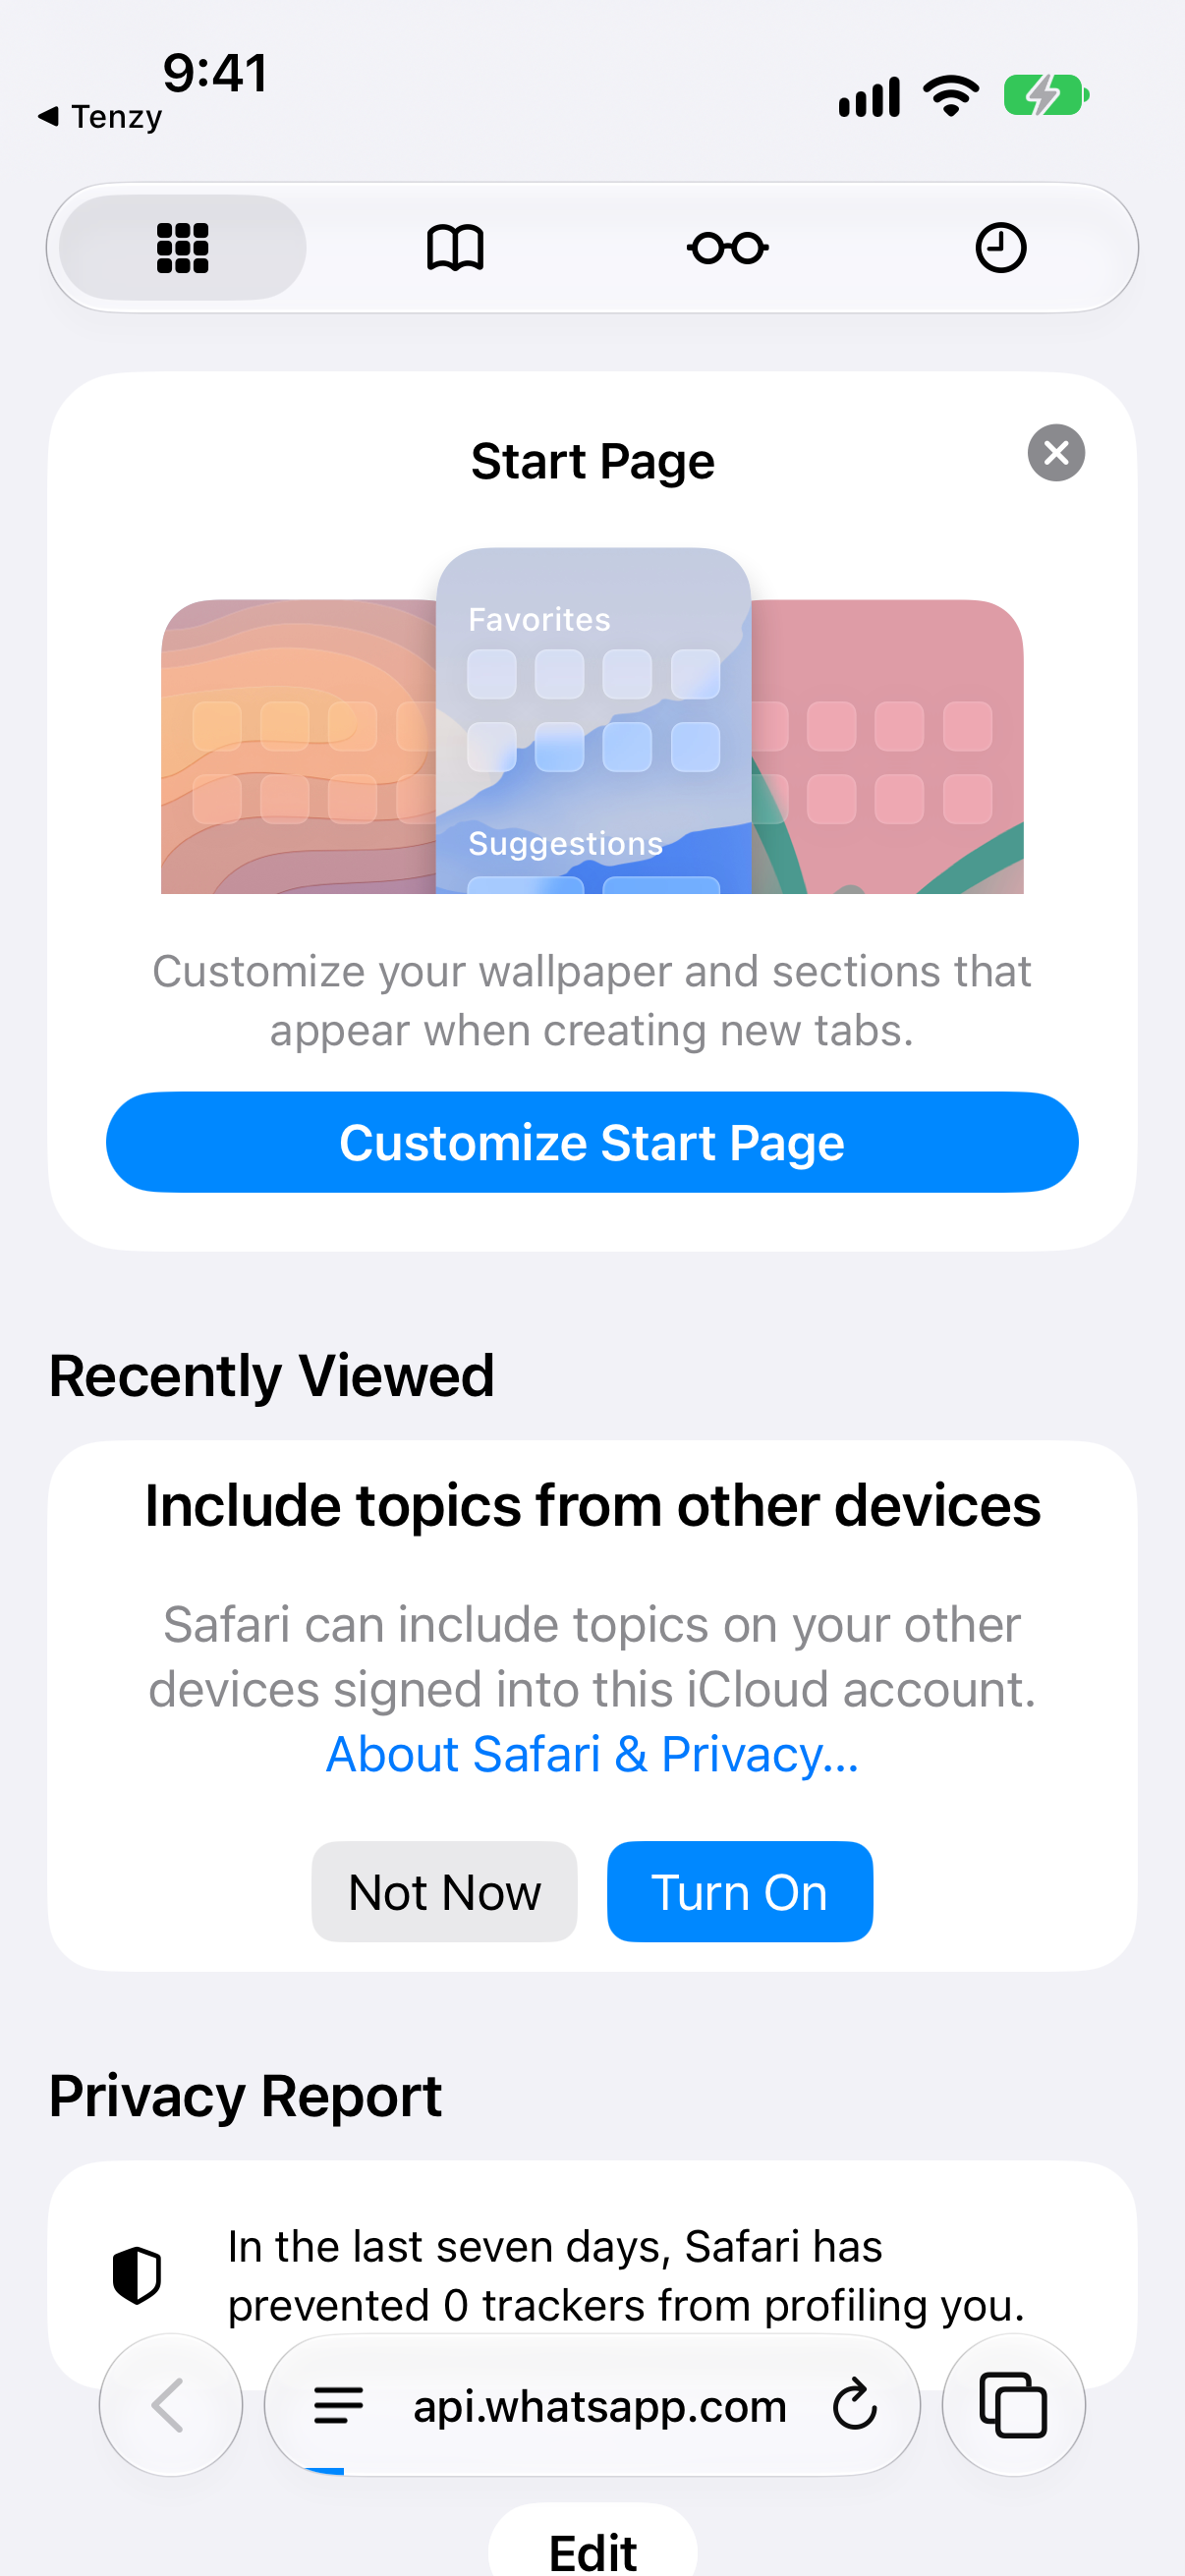 9:41
Tenzy
Start Page
Favorites
Suggestions
Customize your wallpaper and sections that
appear when creating new tabs.
Customize Start Page
Recently Viewed
Include topics from other devices
Safari can include topics on your other
devices signed into this iCloud account.
About Safari & Privacy...
Not Now
Turn On
Privacy Report
In the last seven days, Safari has
prevented 0 trackers from profiling you.
api.whatsapp.com
Edit